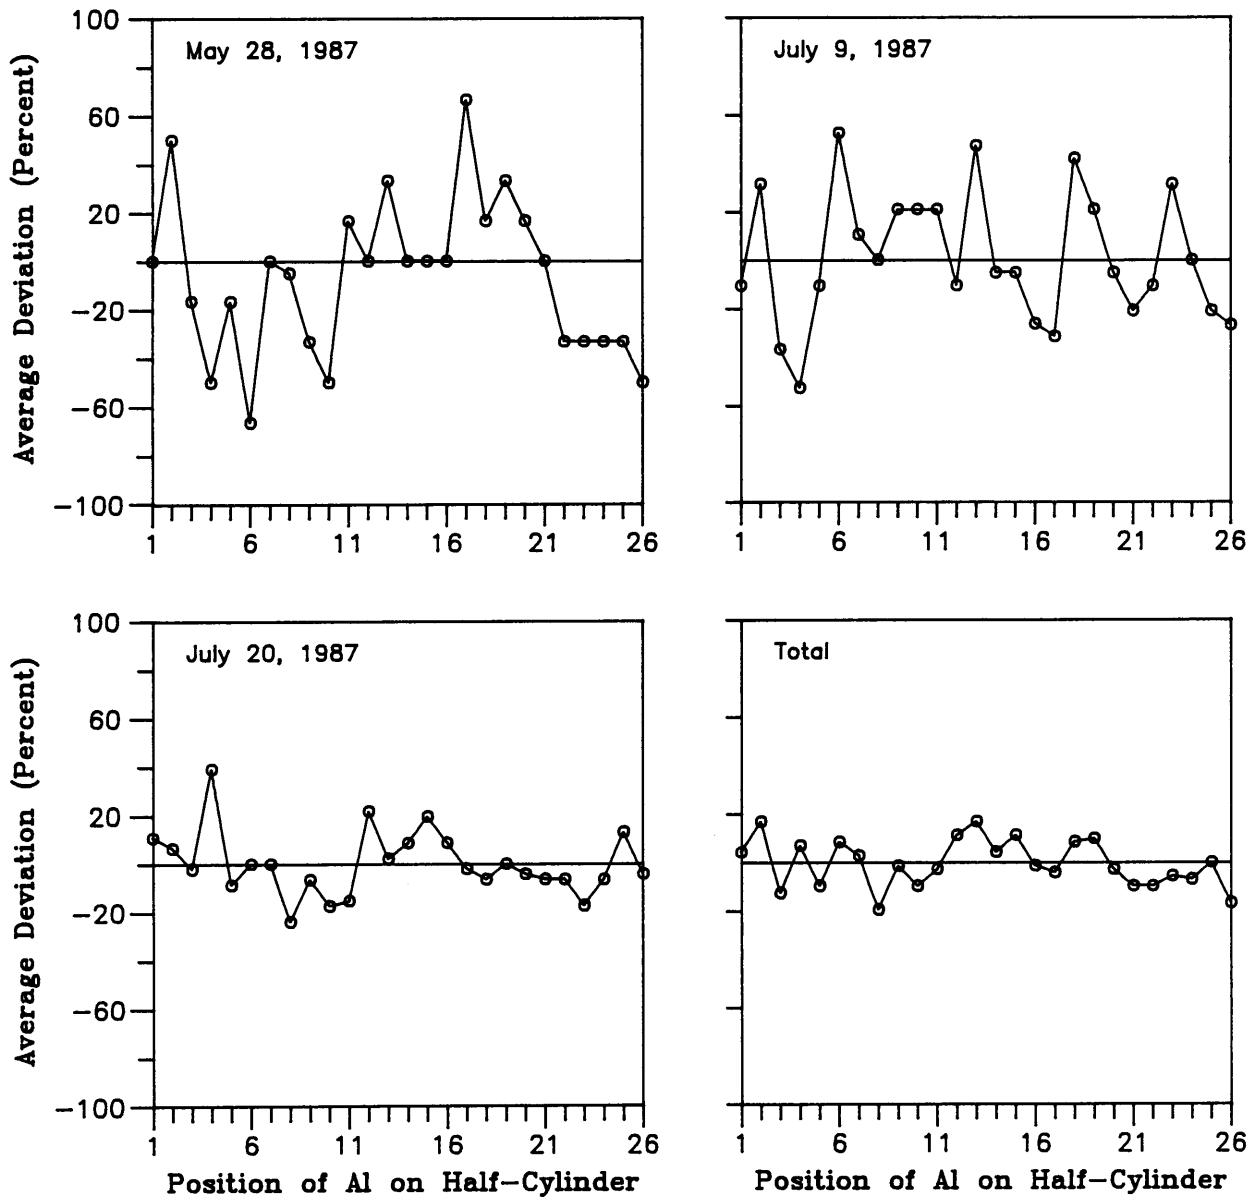 May 28, 1987
100
60
20
-20
-60
-100
Average Deviation (Percent)
1 6 11 16 21 26
July 9, 1987
1 6 11 16 21 26
July 20, 1987
100
60
20
-20
-60
-100
Average Deviation (Percent)
1 6 11 16 21 26
Position of Al on Half-Cylinder
Total
1 6 11 16 21 26
Position of Al on Half-Cylinder